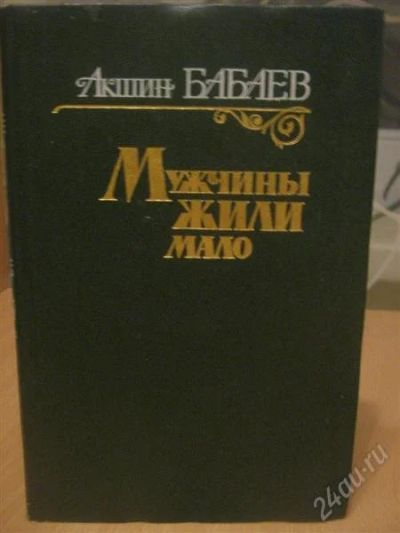 Акшин БАБАЕВ
Мужчины
жили
мало
24au.ru